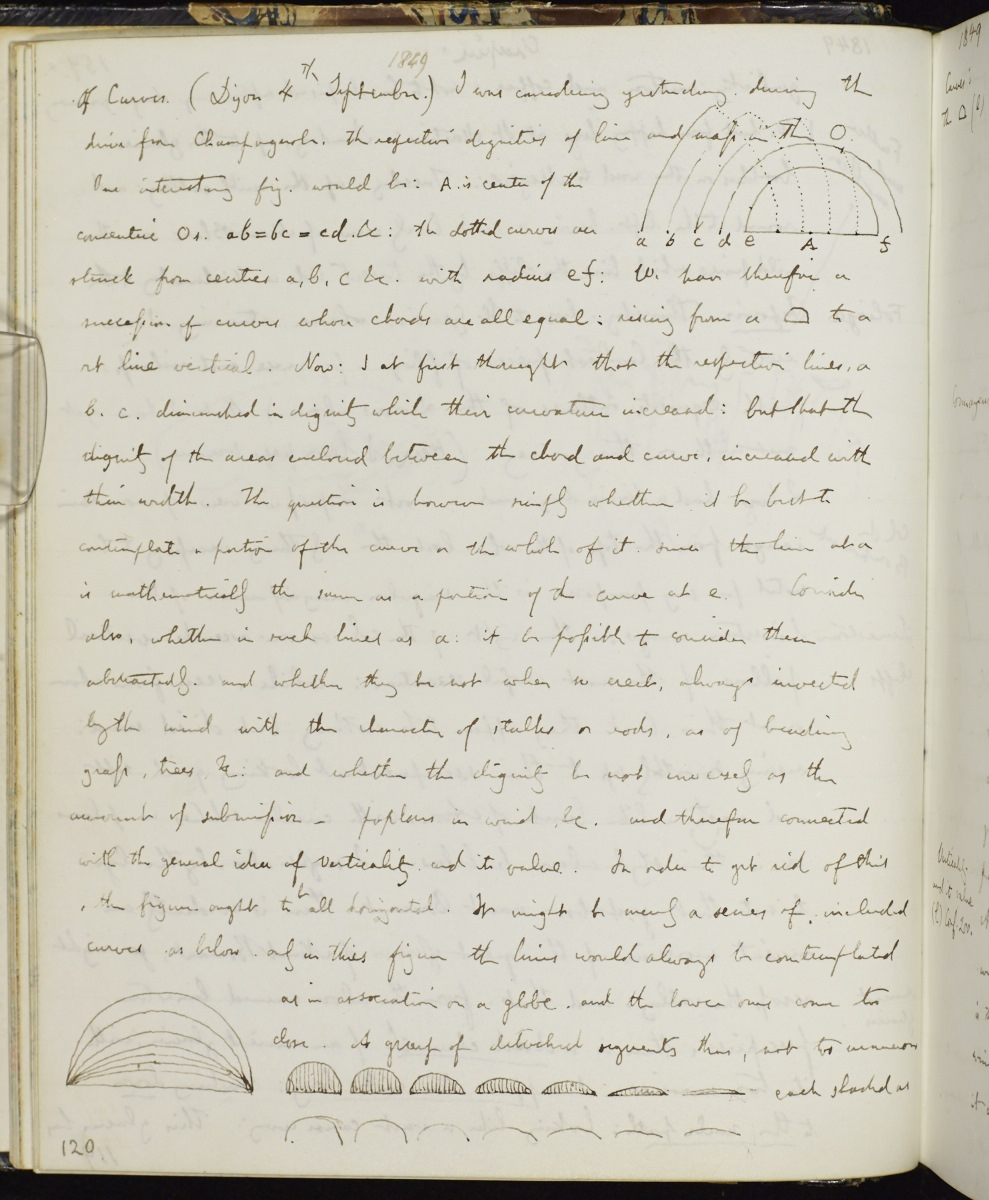 1849
Of Curves. (Dijon 4th September.) I was considering yesterday. during the
drive from Champagnole. the respective dignities of line and mass in the O.
One interesting fig. would be: A. is center of the
concentric Os. ab=bc = cd. &c: the dotted curves are
struck from centres a, b, c &c. with radius ef: We have therefore a
succession of curves whose chords are all equal: rising from a to a
rt line vertical. Now: I at first thought that the respective lines, a
b. c. diminished in dignity while their curvature increased: but that the
dignity of the areas enclosed between the chord and curve, increased with
their width. The question is however simply whether it be best to
contemplate a portion of the curve or the whole of it. since the line at a
is mathematically the same as a portion of the curve at e. Consider
also, whether in such lines as a: it be possible to consider them
abstractedly. and whether they be not when so erect, always invested
by the mind with the character of stalks or rods, as of bending
grass, trees, &c: and whether the dignity be not inversely as the
amount of submission - poplars in wind &c. and therefore connected
with the general idea of verticality and its value. In order to get rid of this
, the figures ought to be all horizontal. It might be merely a series of included
curves as below. only in this figure the lines would always be contemplated
as in association or a globe. and the lower ones come too
close. A group of detached segments thus, not too numerous
each shaded as
120
a b c d e A f
1849
Curves:
the
Verticality
and its value